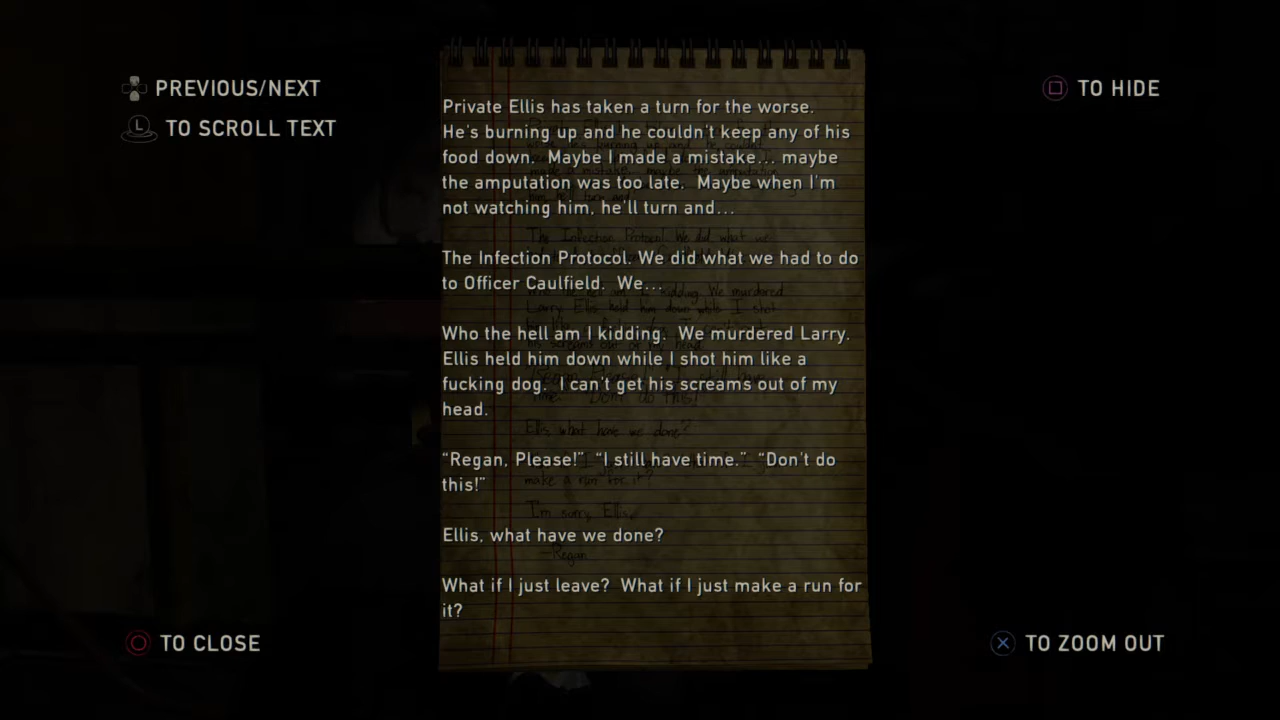 PREVIOUS/NEXT
TO SCROLL TEXT
L
TO HIDE
Private Ellis has taken a turn for the worse.
He's burning up and he couldn't keep any of his
food down.  Maybe I made a mistake... maybe
the amputation was too late.  Maybe when I'm
not watching him, he'll turn and...
The Infection Protocol. We did what we had to do
to Officer Caulfield.  We...
Who the hell am I kidding.  We murdered Larry.
Ellis held him down while I shot him like a
fucking dog.  I can't get his screams out of my
head.
“Regan, Please!”  “I still have time.”  “Don't do
this!”
Ellis, what have we done?
What if I just leave?  What if I just make a run for
it?
I'm sorry, Ellis.
-Regan
TO CLOSE
TO ZOOM OUT